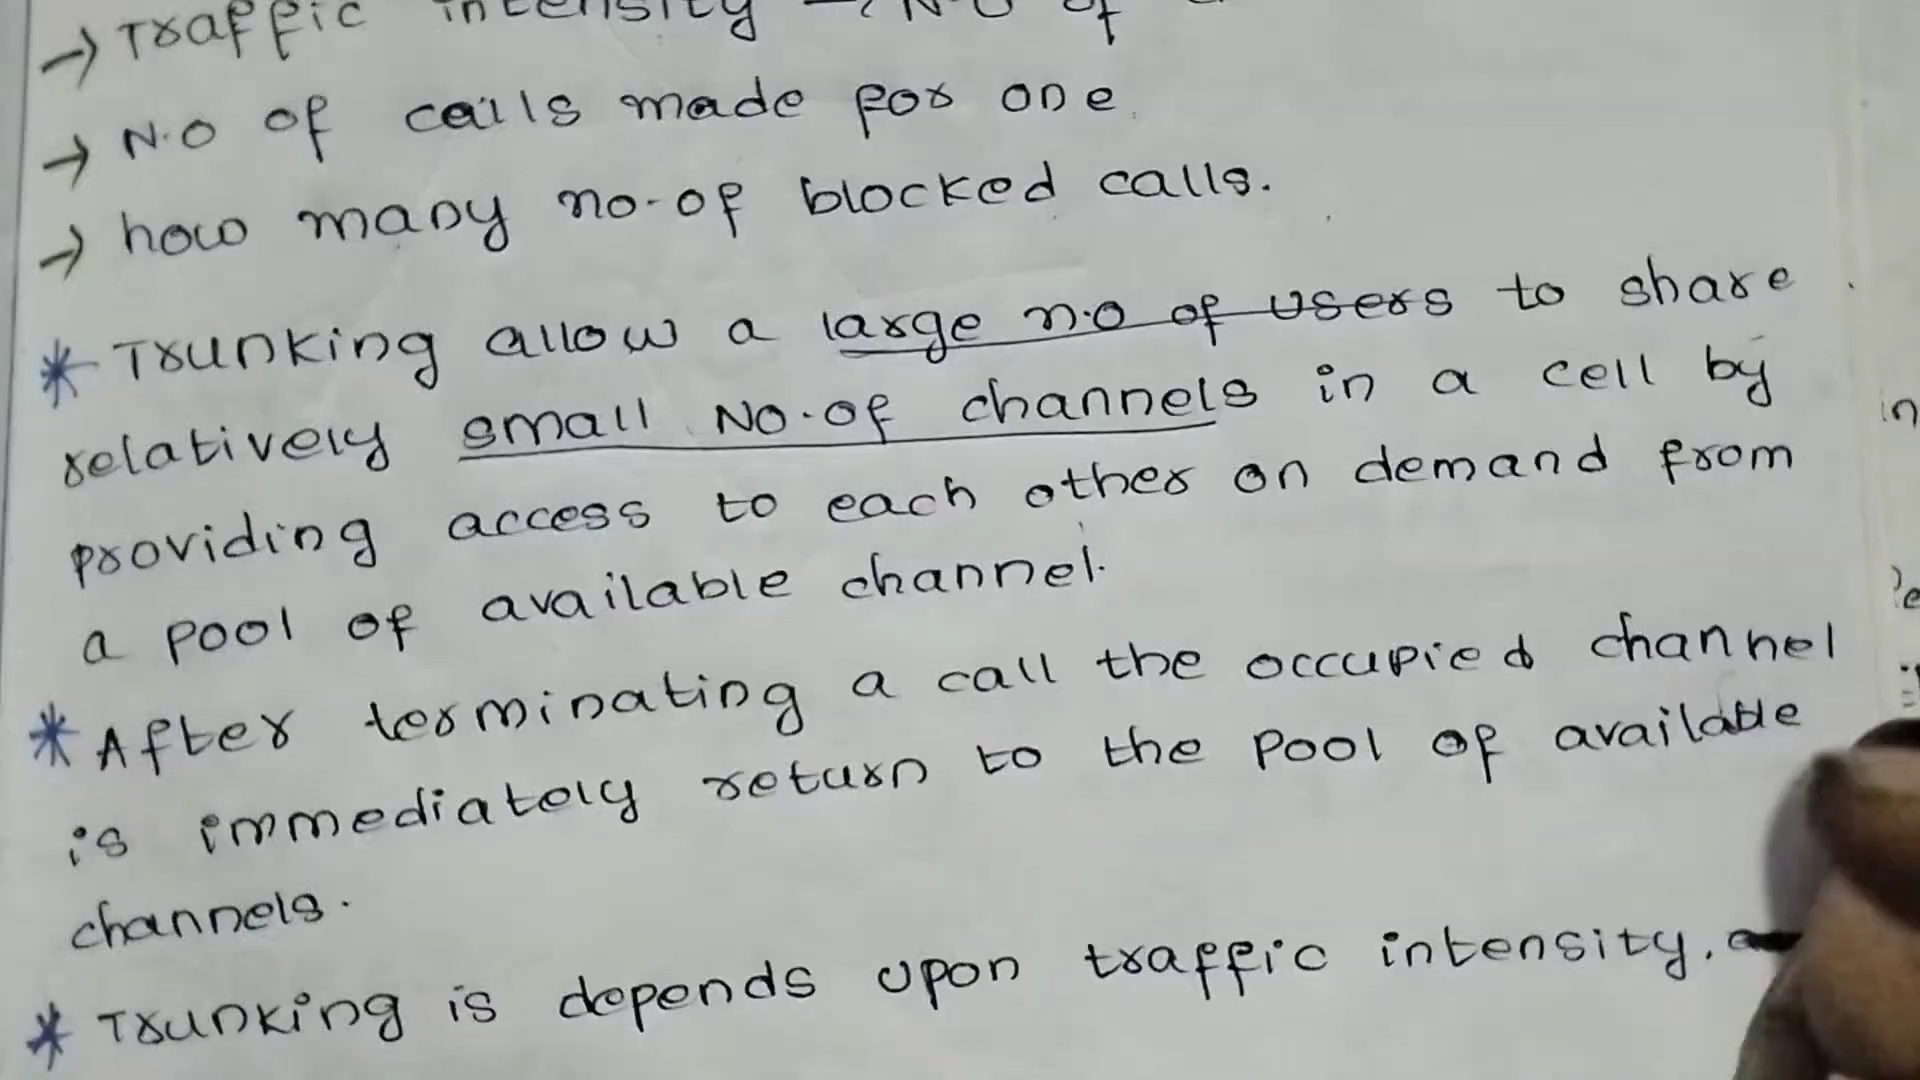 → Traffic intensity → N.O of
→ N.O of calls made for one
→ how many no.of blocked calls.
* Trunking allow a large n.o of users to share
relatively small No.of channels in a cell by
providing access to each other on demand from
a pool of available channel.
* After terminating a call the occupied channel
is immediately return to the pool of available
channels.
* Trunking is depends upon traffic intensity.